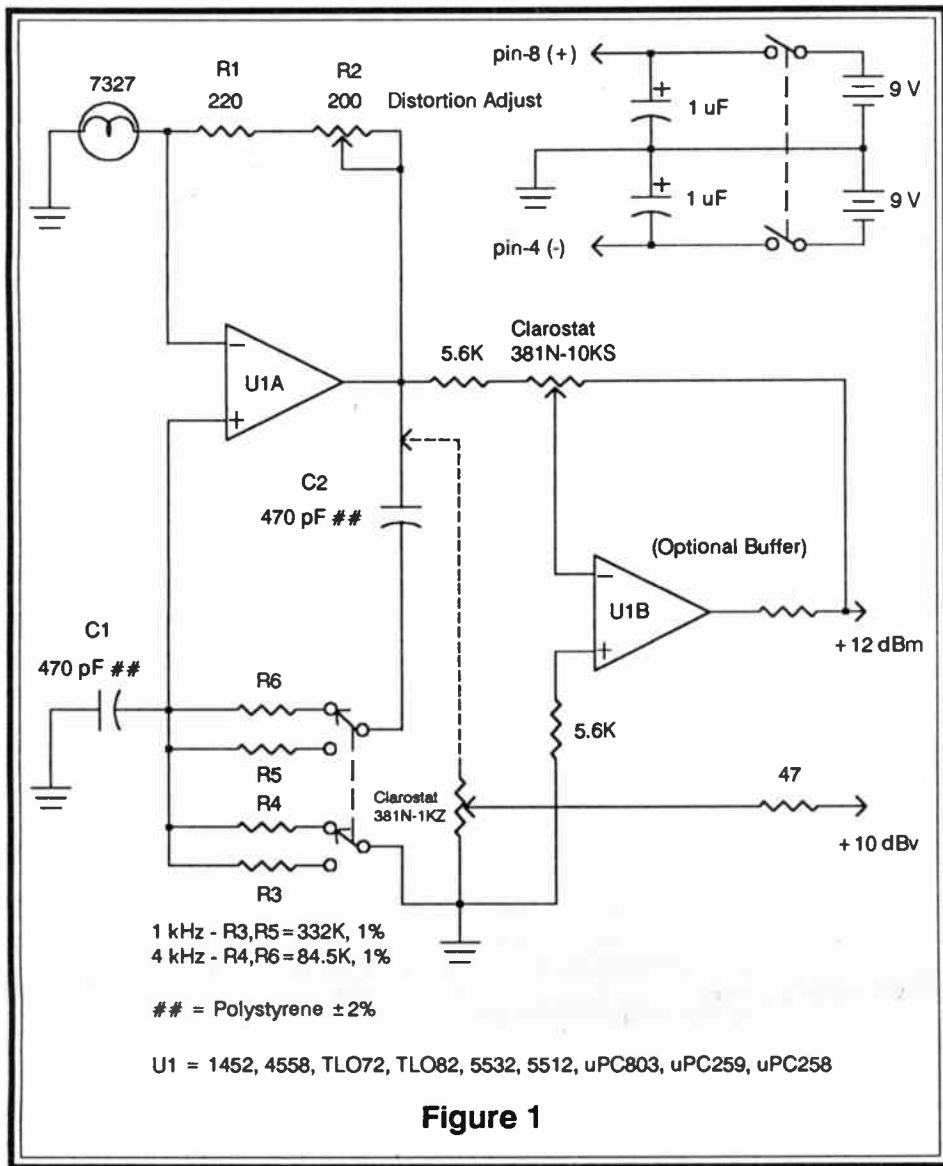 7327
R1
220
R2
200
Distortion Adjust
pin-8 (+)
+
1 uF
9 V
+
1 uF
9 V
pin-4 (-)
−
U1A
+
5.6K
Clarostat
381N-10KS
C2
470 pF ##
(Optional Buffer)
−
U1B
+
+12 dBm
C1
470 pF ##
R6
R5
R4
R3
Clarostat
381N-1KZ
5.6K
47
+10 dBv
1 kHz - R3,R5=332K, 1%
4 kHz - R4,R6=84.5K, 1%
## = Polystyrene ±2%
U1 = 1452, 4558, TLO72, TLO82, 5532, 5512, uPC803, uPC259, uPC258
Figure 1